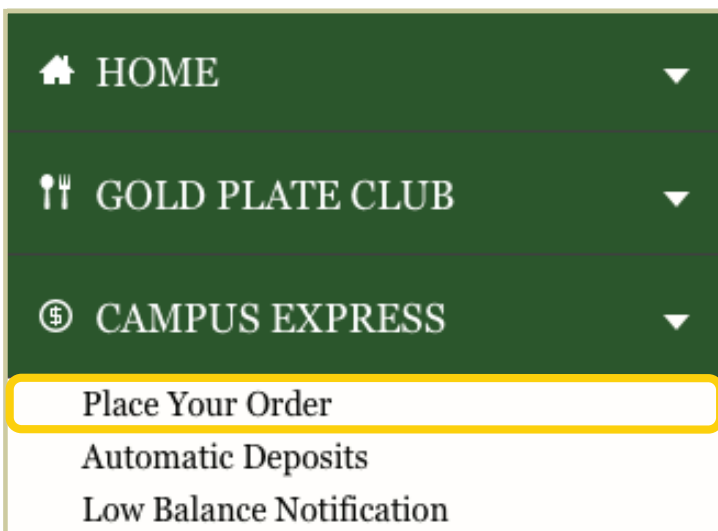 HOME
GOLD PLATE CLUB
CAMPUS EXPRESS
Place Your Order
Automatic Deposits
Low Balance Notification